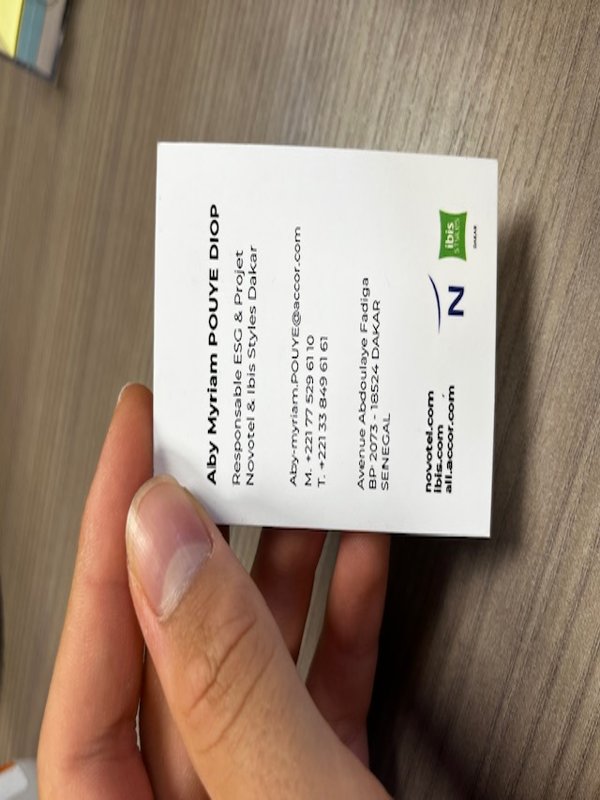 Aby Myriam POUYE DIOP
Responsable ESG & Projet
Novotel & Ibis Styles Dakar
Aby-myriam.POUYE@accor.com
M. +221 77 529 61 10
T. +221 33 849 61 61
Avenue Abdoulaye Fadiga
BP 2073 - 18524 DAKAR
SENEGAL
novotel.com
ibis.com
all.accor.com
N
ibis
STYLES
DAKAR